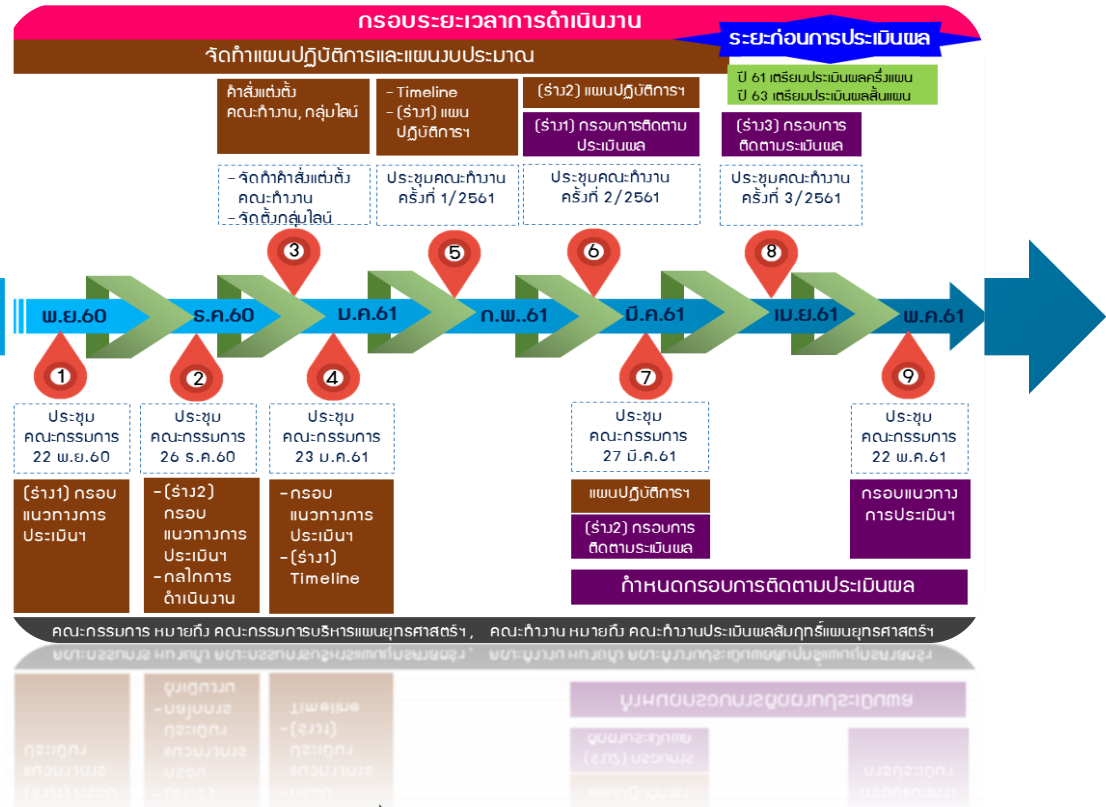 กรอบระยะเวลาการดำเนินงาน
จัดทำแผนปฏิบัติการและแผนงบประมาณ
ระยะก่อนการประเมินผล
ปี 61 เตรียมประเมินผลครึ่งแผน
ปี 63 เตรียมประเมินผลสิ้นแผน
คำสั่งแต่งตั้ง
คณะทำงาน, กลุ่มไลน์
- Timeline
- (ร่าง1) แผน
ปฏิบัติการฯ
(ร่าง2) แผนปฏิบัติการฯ
(ร่าง1) กรอบการติดตาม
ประเมินผล
(ร่าง3) กรอบการ
ติดตามระเมินผล
- จัดทำคำสั่งแต่งตั้ง
คณะทำงาน
- จัดตั้งกลุ่มไลน์
ประชุมคณะทำงาน
ครั้งที่ 1/2561
ประชุมคณะทำงาน
ครั้งที่ 2/2561
ประชุมคณะทำงาน
ครั้งที่ 3/2561
3
5
6
8
พ.ย.60
ธ.ค.60
ม.ค.61
ก.พ..61
มี.ค.61
เม.ย.61
พ.ค.61
1
2
4
7
9
ประชุม
คณะกรรมการ
22 พ.ย.60
ประชุม
คณะกรรมการ
26 ธ.ค.60
ประชุม
คณะกรรมการ
23 ม.ค.61
ประชุม
คณะกรรมการ
27 มี.ค.61
ประชุม
คณะกรรมการ
22 พ.ค.61
(ร่าง1) กรอบ
แนวทางการ
ประเมินฯ
-(ร่าง2)
กรอบ
แนวทางการ
ประเมินฯ
-กลไกการ
ดำเนินงาน
-กรอบ
แนวทางการ
ประเมินฯ
-(ร่าง1)
Timeline
แผนปฏิบัติการฯ
(ร่าง2) กรอบการ
ติดตามระเมินผล
กรอบแนวทาง
การประเมินฯ
กำหนดกรอบการติดตามประเมินผล
คณะกรรมการ หมายถึง คณะกรรมการบริหารแผนยุทธศาสตร์ฯ , คณะทำงาน หมายถึง คณะทำงานประเมินผลสัมฤทธิ์แผนยุทธศาสตร์ฯ